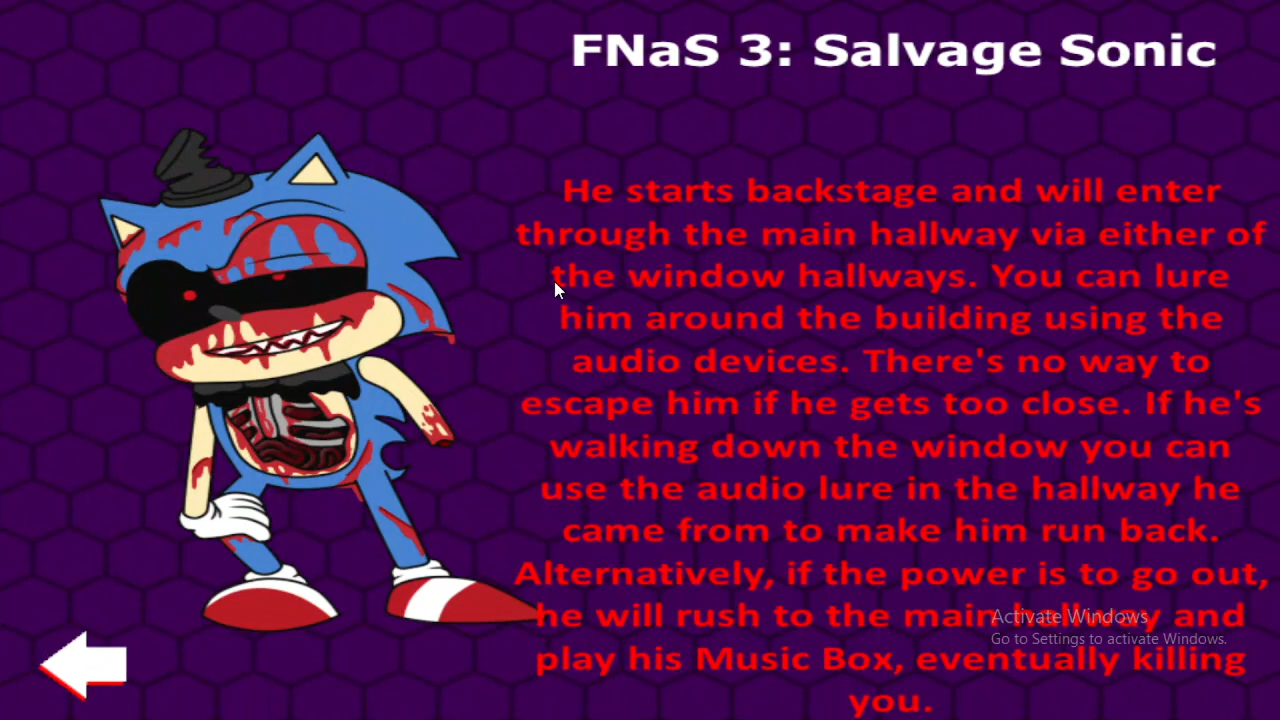 FNaS 3: Salvage Sonic
He starts backstage and will enter
through the main hallway via either of
the window hallways. You can lure
him around the building using the
audio devices. There's no way to
escape him if he gets too close. If he's
walking down the window you can
use the audio lure in the hallway he
came from to make him run back.
Alternatively, if the power is to go out,
he will rush to the main hallway and
play his Music Box, eventually killing
you.
Activate Windows
Go to Settings to activate Windows.